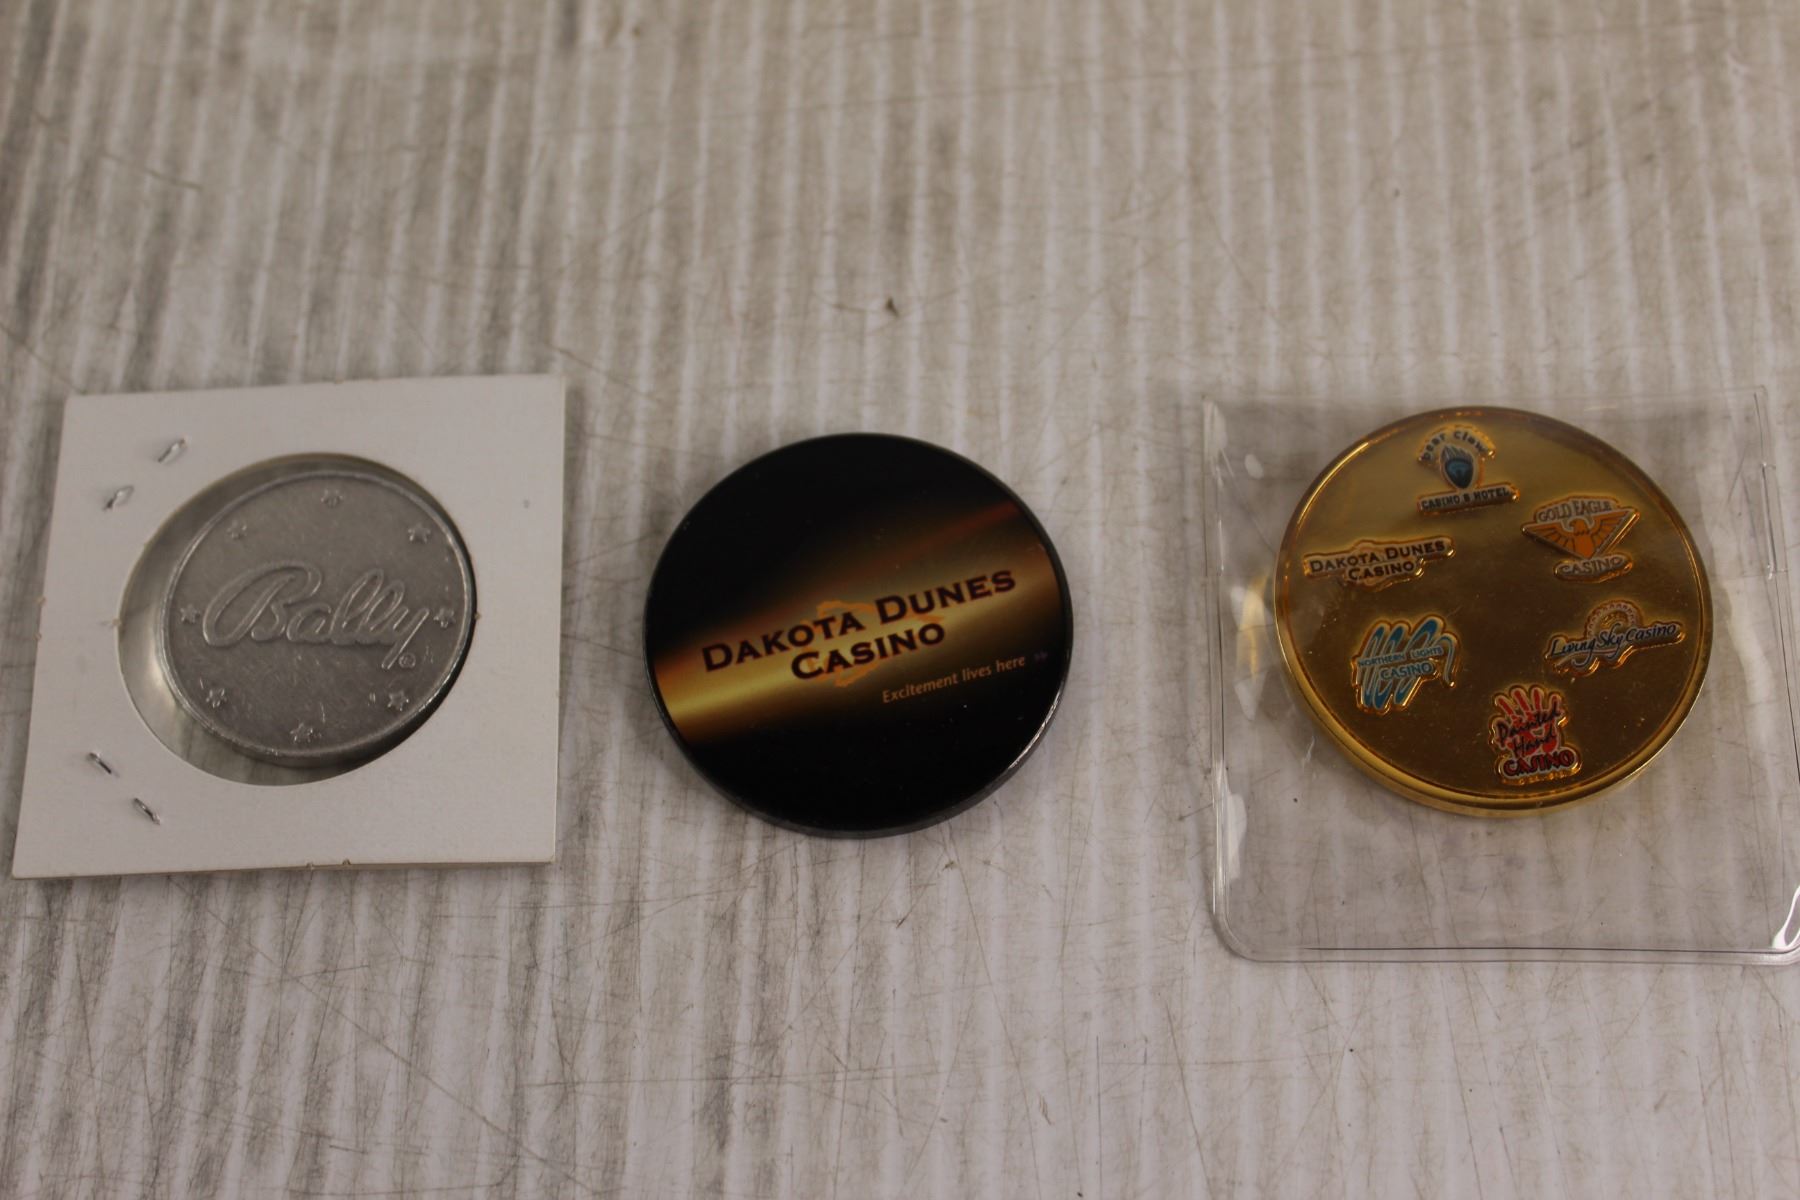 Bally
®
DAKOTA DUNES
CASINO
Excitement lives here
Bear Claw
CASINO & HOTEL
GOLD EAGLE
CASINO
DAKOTA DUNES
CASINO
Living Sky Casino
NORTHERN LIGHTS
CASINO
Painted
Hand
CASINO